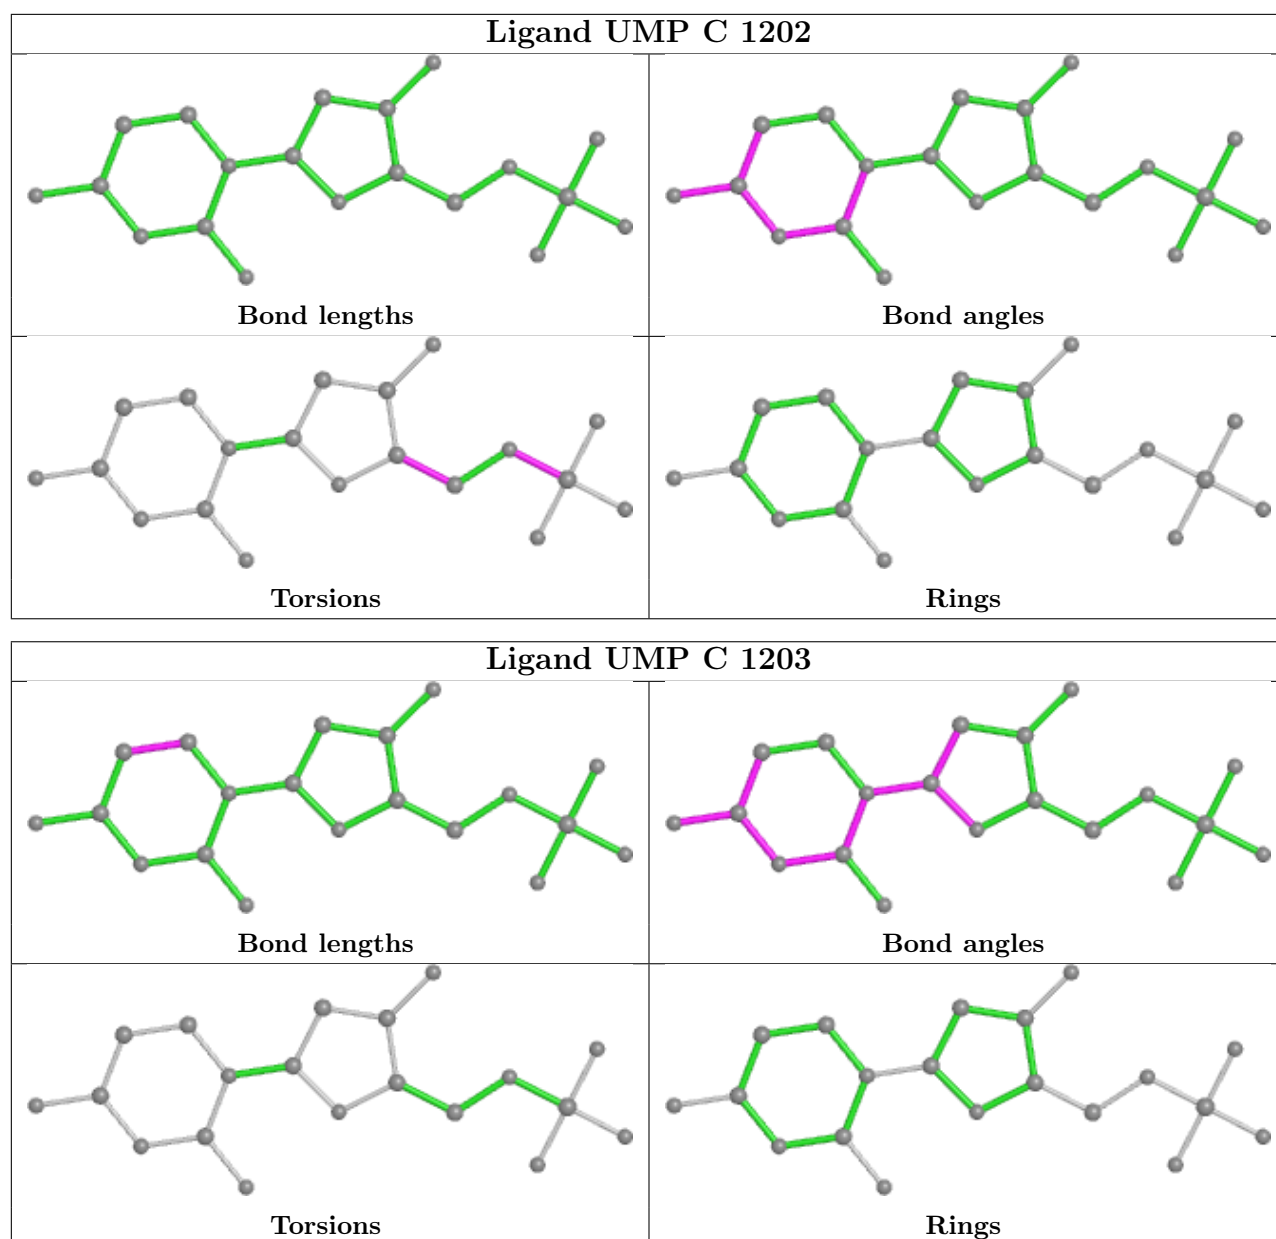 Ligand UMP C 1202
Bond lengths
Bond angles
Torsions
Rings
Ligand UMP C 1203
Bond lengths
Bond angles
Torsions
Rings